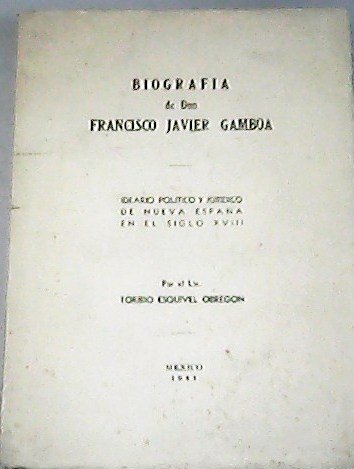 BIOGRAFIA
de Don
FRANCISCO JAVIER GAMBOA
IDEARIO POLITICO Y JURIDICO
DE NUEVA ESPAÑA
EN EL SIGLO XVIII
Por el Lic.
TORIBIO ESQUIVEL OBREGON
MEXICO
1941